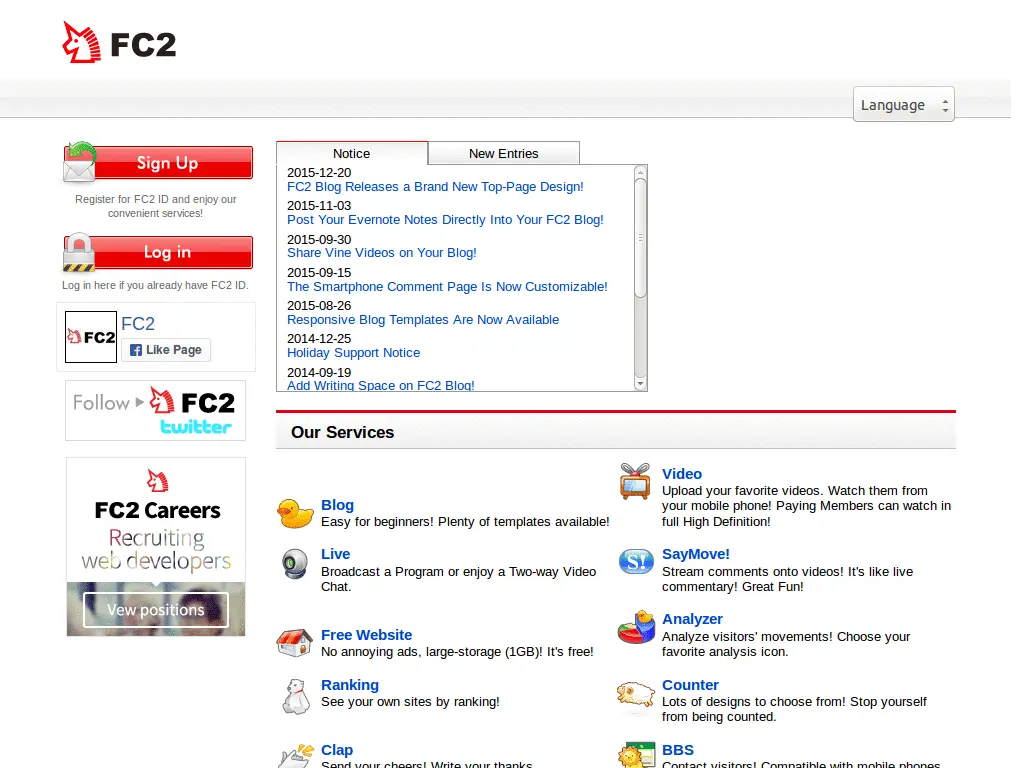 FC2
Language
Sign Up
Register for FC2 ID and enjoy our
convenient services!
Log in
Log in here if you already have FC2 ID.
FC2
FC2
Like Page
Follow FC2
twitter
FC2 Careers
Recruiting
web developers
Vew positions
Notice
New Entries
2015-12-20
FC2 Blog Releases a Brand New Top-Page Design!
2015-11-03
Post Your Evernote Notes Directly Into Your FC2 Blog!
2015-09-30
Share Vine Videos on Your Blog!
2015-09-15
The Smartphone Comment Page Is Now Customizable!
2015-08-26
Responsive Blog Templates Are Now Available
2014-12-25
Holiday Support Notice
2014-09-19
Add Writing Space on FC2 Blog!
Our Services
Blog
Easy for beginners! Plenty of templates available!
Video
Upload your favorite videos. Watch them from
your mobile phone! Paying Members can watch in
full High Definition!
Live
Broadcast a Program or enjoy a Two-way Video
Chat.
S!
SayMove!
Stream comments onto videos! It's like live
commentary! Great Fun!
Free Website
No annoying ads, large-storage (1GB)! It's free!
Analyzer
Analyze visitors' movements! Choose your
favorite analysis icon.
Ranking
See your own sites by ranking!
Counter
Lots of designs to choose from! Stop yourself
from being counted.
Clap
Send your cheers! Write your thanks
BBS
Contact visitors! Compatible with mobile phones